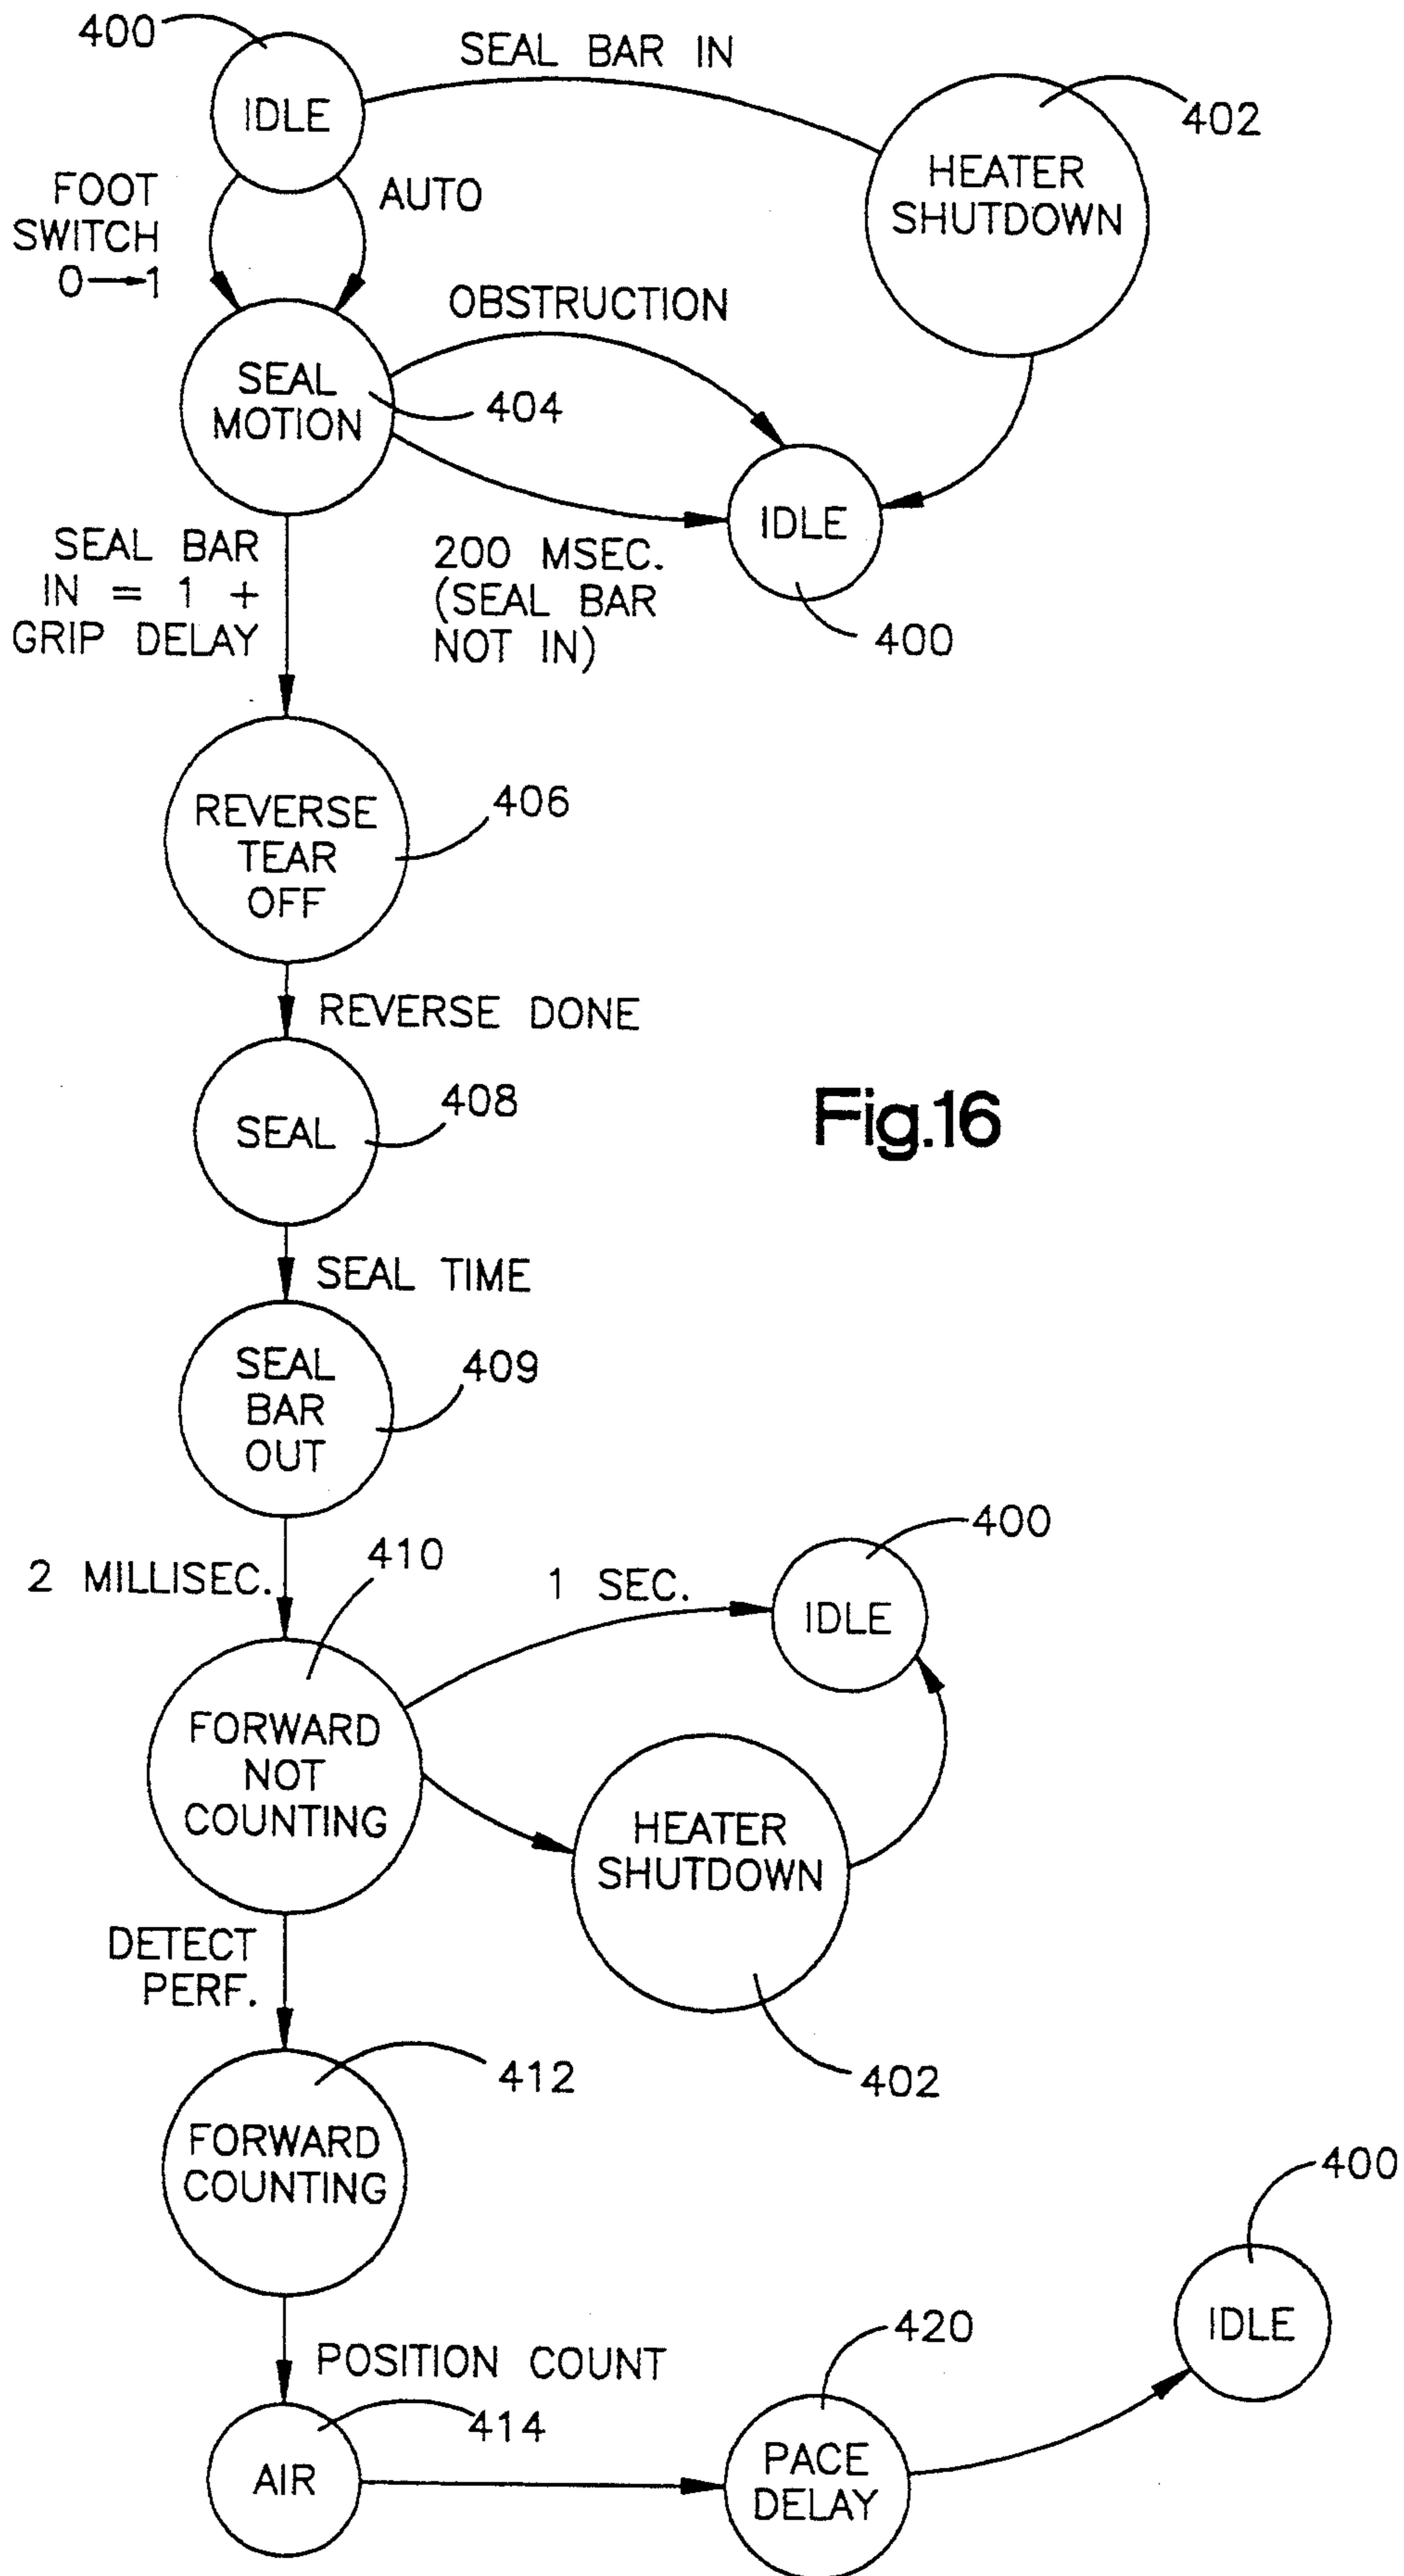 400
IDLE
SEAL BAR IN
402
HEATER
SHUTDOWN
FOOT
SWITCH
0→1
AUTO
OBSTRUCTION
SEAL
MOTION
404
IDLE
400
SEAL BAR
IN = 1 +
GRIP DELAY
200 MSEC.
(SEAL BAR
NOT IN)
REVERSE
TEAR
OFF
406
REVERSE DONE
SEAL
408
Fig.16
SEAL TIME
SEAL
BAR
OUT
409
2 MILLISEC.
410
1 SEC.
400
IDLE
FORWARD
NOT
COUNTING
HEATER
SHUTDOWN
402
DETECT
PERF.
412
FORWARD
COUNTING
400
IDLE
POSITION COUNT
414
AIR
420
PACE
DELAY